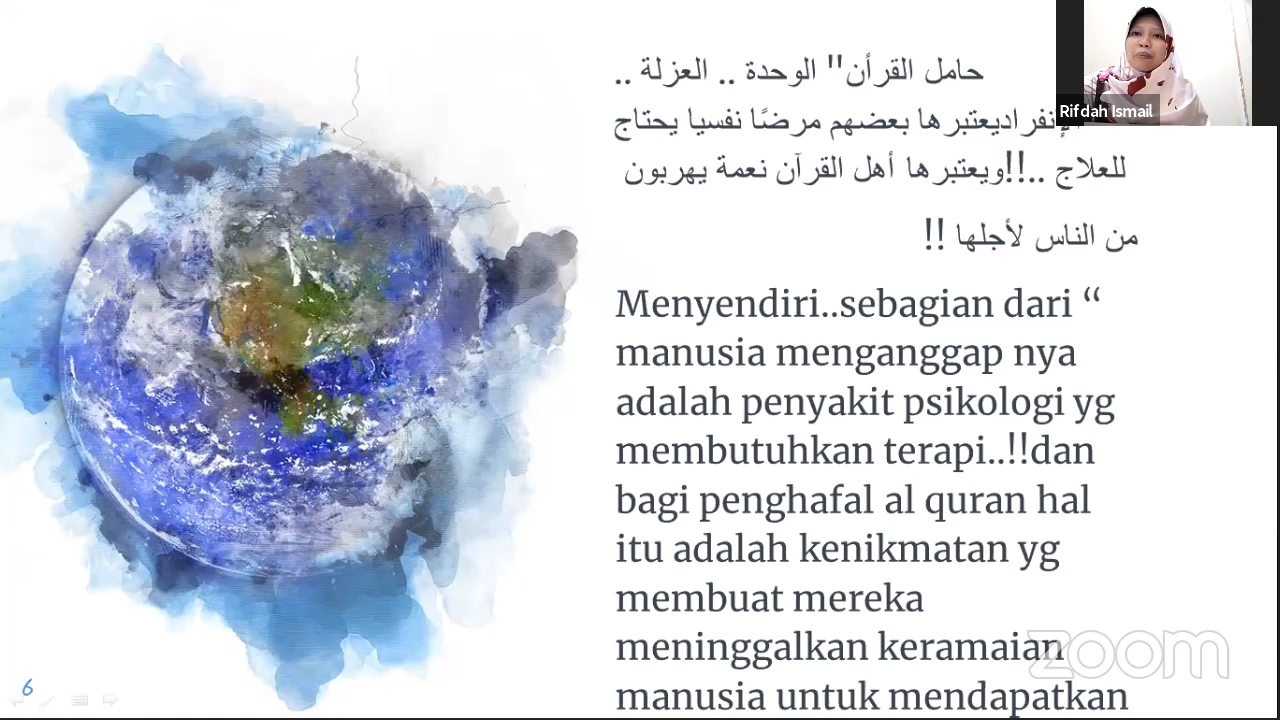 حامل القرأن" الوحدة .. العزلة ..
لإنفراديعتبرها بعضهم مرضًا نفسيا يحتاج
للعلاج ..!!ويعتبرها أهل القرآن نعمة يهربون
من الناس لأجلها !!
Menyendiri..sebagian dari “
manusia menganggap nya
adalah penyakit psikologi yg
membutuhkan terapi..!!dan
bagi penghafal al quran hal
itu adalah kenikmatan yg
membuat mereka
meninggalkan keramaian
manusia untuk mendapatkan
Rifdah Ismail
zoom
6